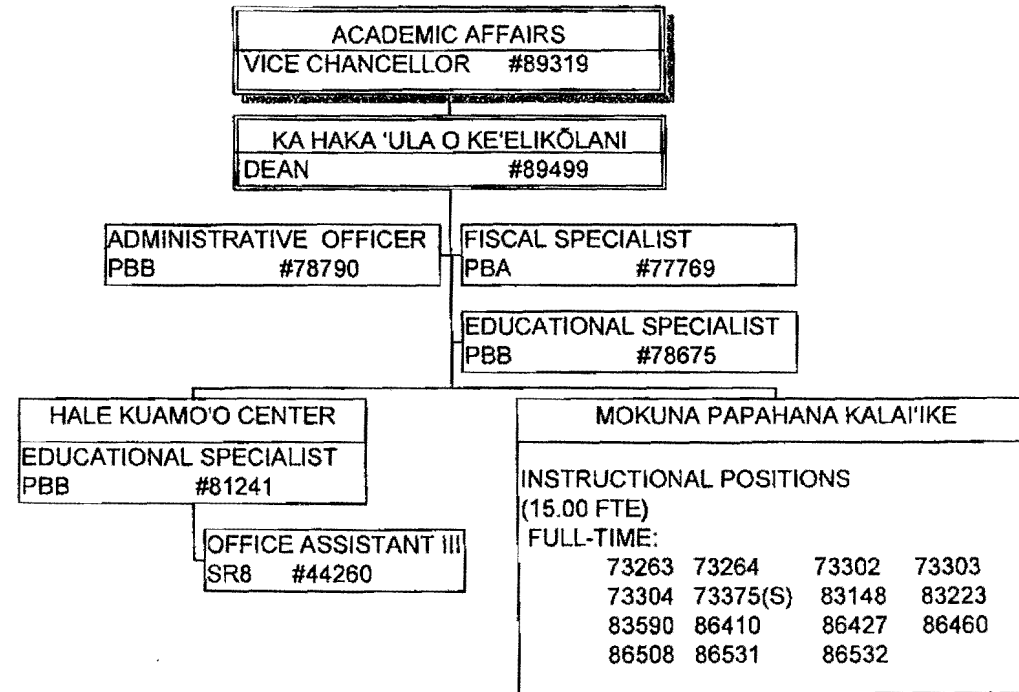 ACADEMIC AFFAIRS
VICE CHANCELLOR #89319
KA HAKA 'ULA O KE'ELIKŌLANI
DEAN #89499
ADMINISTRATIVE OFFICER
PBB #78790
FISCAL SPECIALIST
PBA #77769
EDUCATIONAL SPECIALIST
PBB #78675
HALE KUAMO'O CENTER
EDUCATIONAL SPECIALIST
PBB #81241
OFFICE ASSISTANT III
SR8 #44260
MOKUNA PAPAHANA KALAI'IKE
INSTRUCTIONAL POSITIONS
(15.00 FTE)
FULL-TIME:
73263 73264 73302 73303
73304 73375(S) 83148 83223
83590 86410 86427 86460
86508 86531 86532